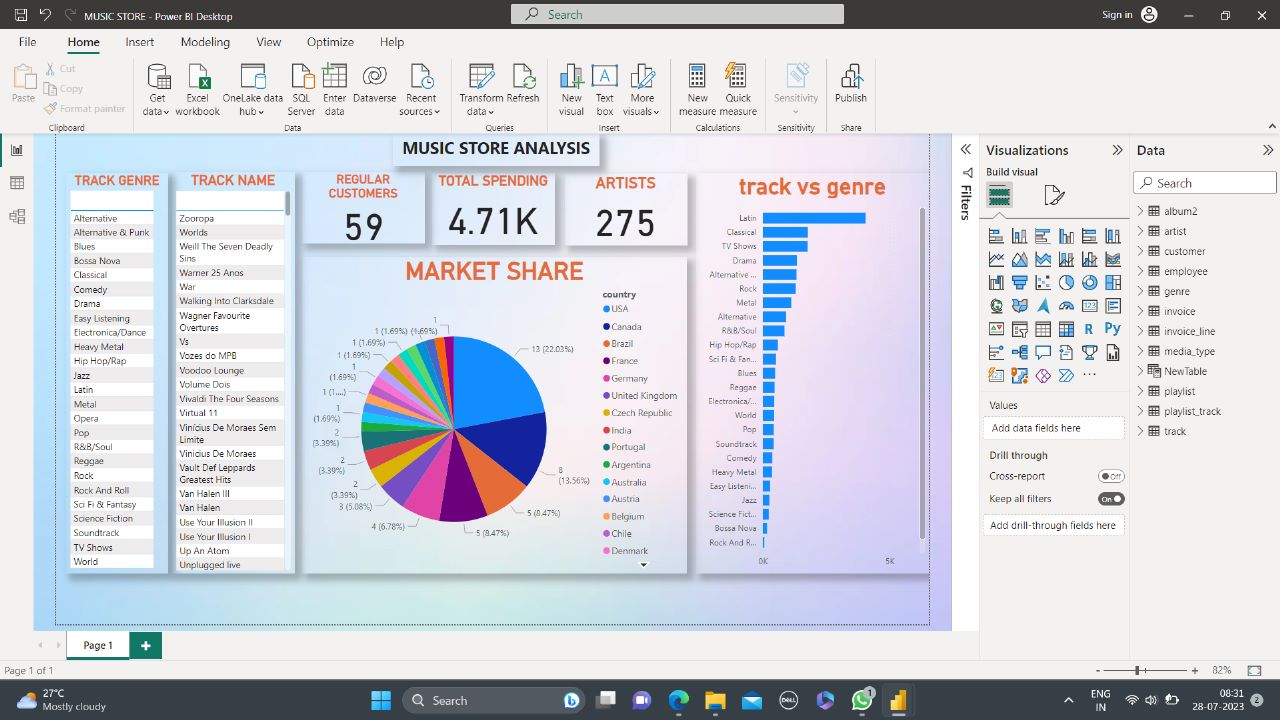 MUSIC STORE - Power BI Desktop
Search
Sign in
File Home Insert Modeling View Optimize Help
Paste
Cut
Copy
Format painter
Clipboard
Get data
Excel workbook
OneLake data hub
SQL Server
Enter data
Dataverse
Recent sources
Data
Transform data
Refresh
Queries
New visual
Text box
More visuals
Insert
New measure
Quick measure
Calculations
Sensitivity
Sensitivity
Publish
Share
MUSIC STORE ANALYSIS
TRACK GENRE
Alternative
Alternative & Punk
Blues
Bossa Nova
Classical
Comedy
Drama
Easy Listening
Electronica/Dance
Heavy Metal
Hip Hop/Rap
Jazz
Latin
Metal
Opera
Pop
R&B/Soul
Reggae
Rock
Rock And Roll
Sci Fi & Fantasy
Science Fiction
Soundtrack
TV Shows
World
TRACK NAME
Zooropa
Worlds
Weill The Seven Deadly
Sins
Warner 25 Anos
War
Walking Into Clarksdale
Wagner Favourite
Overtures
Vs
Vozes do MPB
Voodoo Lounge
Volume Dois
Vivaldi The Four Seasons
Virtual 11
Vinícius De Moraes Sem
Limite
Vinicius De Moraes
Vault Def Leppards
Greatest Hits
Van Halen III
Van Halen
Use Your Illusion II
Use Your Illusion I
Up An Atom
Unplugged live
REGULAR
CUSTOMERS
59
TOTAL SPENDING
4.71K
ARTISTS
275
MARKET SHARE
1
1 (1.69%) (1.69%)
1 (1.69%)
1 (1.69%)
1
(1.69%)
1 (1....)
1
(1.69%)
2
(3.39%)
2
(3.39%)
2
(3.39%)
3 (5.08%)
4 (6.78%)
5 (8.47%)
5 (8.47%)
8
(13.56%)
13 (22.03%)
country
USA
Canada
Brazil
France
Germany
United Kingdom
Czech Republic
India
Portugal
Argentina
Australia
Austria
Belgium
Chile
Denmark
track vs genre
Latin
Classical
TV Shows
Drama
Alternative ...
Rock
Metal
Alternative
R&B/Soul
Hip Hop/Rap
Sci Fi & Fan...
Blues
Reggae
Electronica/...
World
Pop
Soundtrack
Comedy
Heavy Metal
Easy Listeni...
Jazz
Science Fict...
Bossa Nova
Rock And R...
0K 5K
Filters
Visualizations
Build visual
R Py
Values
Add data fields here
Drill through
Cross-report Off
Keep all filters On
Add drill-through fields here
Data
Search
album2
artist
customer
employee
genre
invoice
invoice_line
media_type
NewTable
playlist
playlist_track
track
Page 1
Page 1 of 1
- + 82%
27°C
Mostly cloudy
Search
DELL
1
ENG
IN
08:31
28-07-2023
2